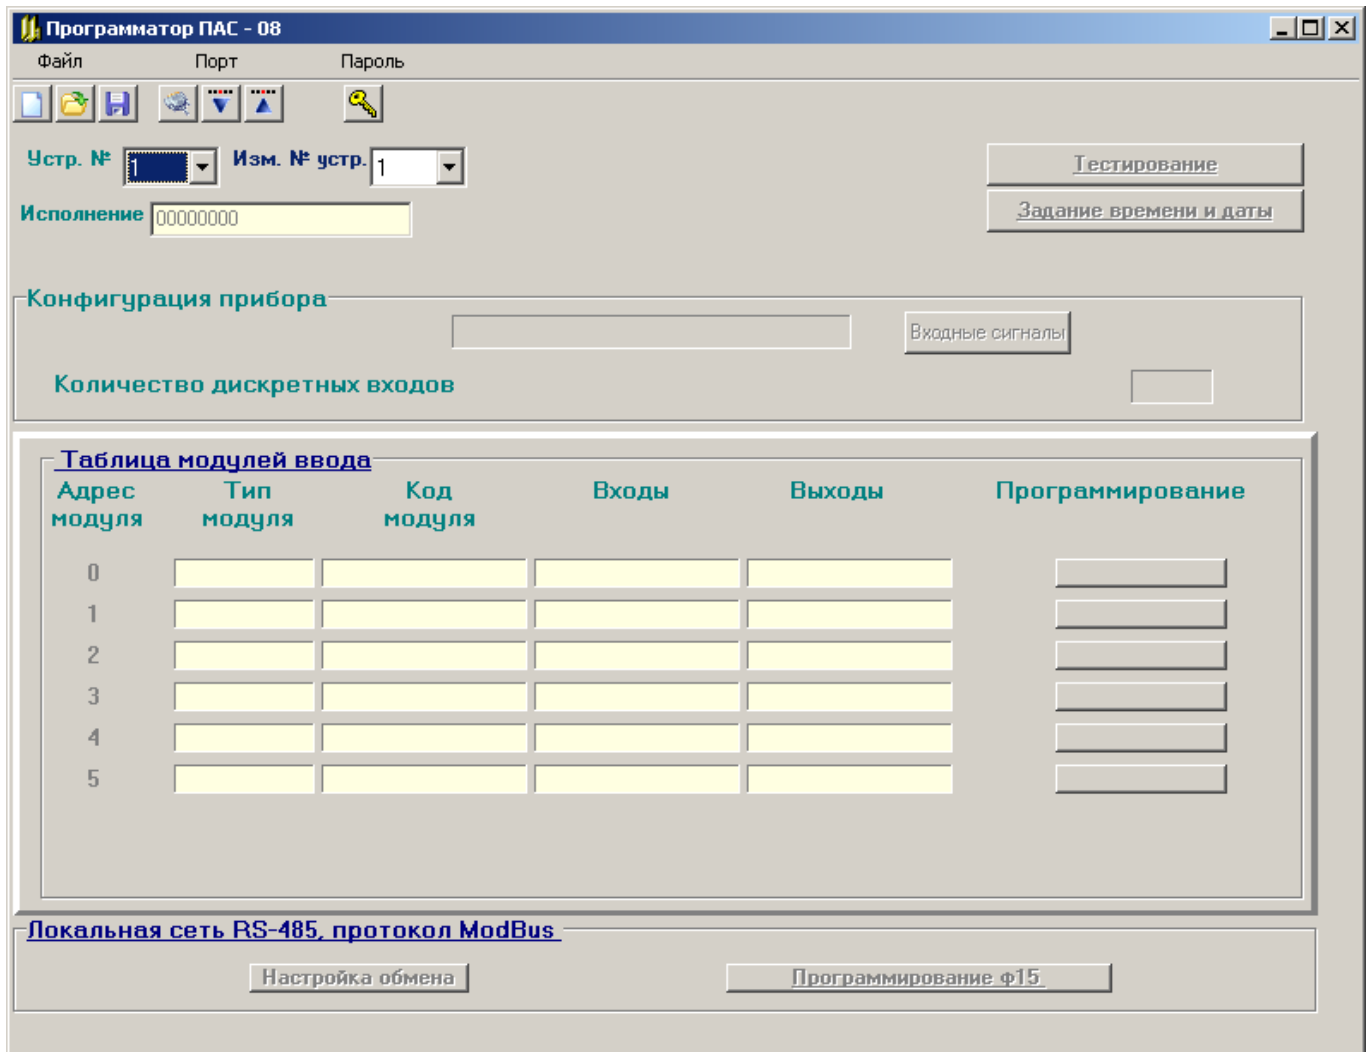 Программатор ПАС - 08
Файл Порт Пароль
Устр. № 1 Изм. № устр. 1
Тестирование
Исполнение 00000000
Задание времени и даты
Конфигурация прибора
Входные сигналы
Количество дискретных входов
Таблица модулей ввода
Адрес модуля Тип модуля Код модуля Входы Выходы Программирование
0
1
2
3
4
5
Локальная сеть RS-485, протокол ModBus
Настройка обмена Программирование ф15